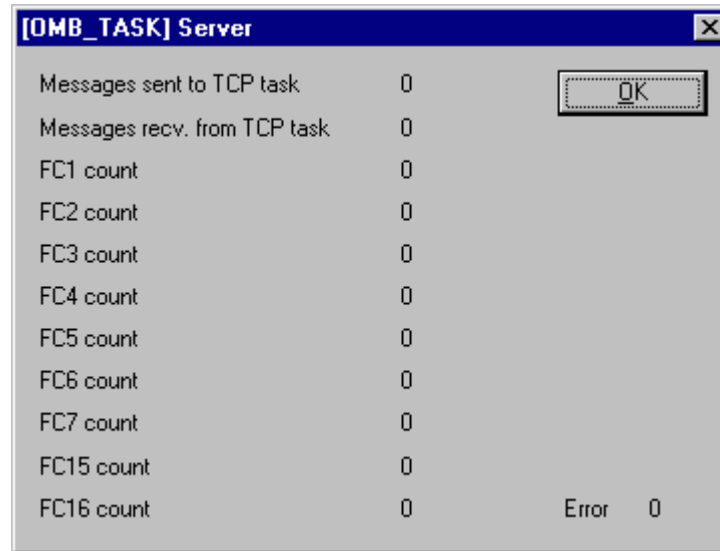 [OMB_TASK] Server
Messages sent to TCP task 0 OK
Messages recv. from TCP task 0
FC1 count 0
FC2 count 0
FC3 count 0
FC4 count 0
FC5 count 0
FC6 count 0
FC7 count 0
FC15 count 0
FC16 count 0 Error 0